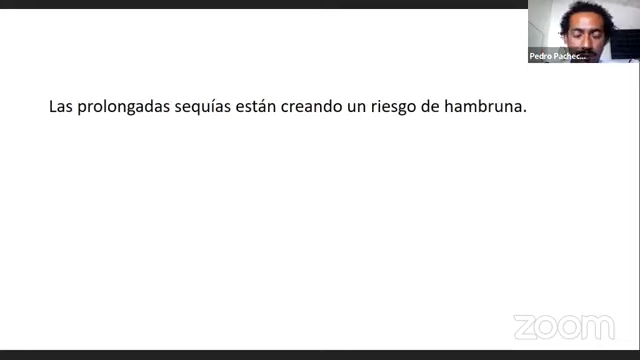 Pedro Pachec...
Las prolongadas sequías están creando un riesgo de hambruna.
zoom